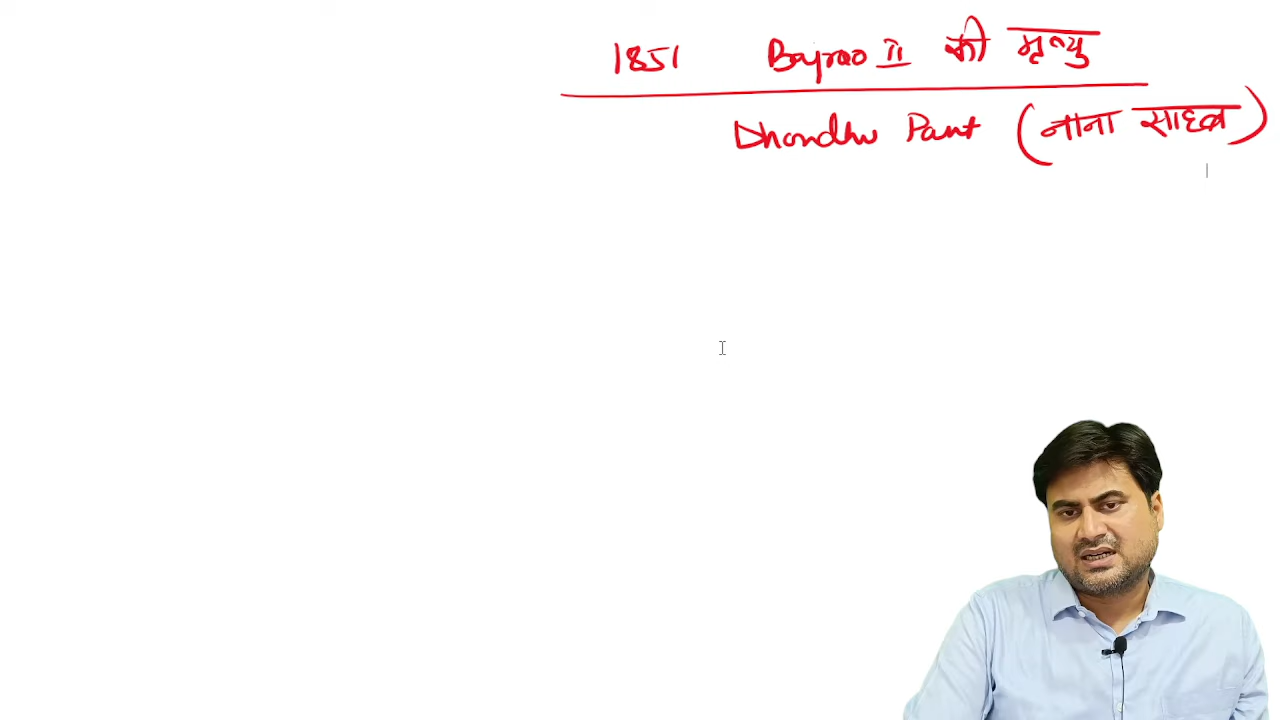 1851 Bajrao II की मृत्यु
Dhondhu Pant (नाना साहब)